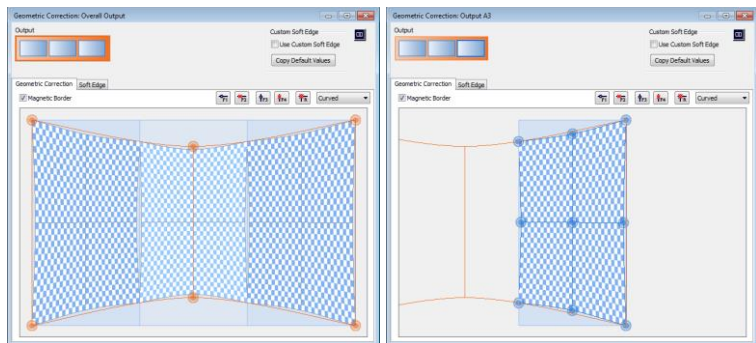 Geometric Correction: Overall Output
Output
Custom Soft Edge
Use Custom Soft Edge
Copy Default Values
Geometric Correction Soft Edge
Magnetic Border
Curved
Geometric Correction: Output A3
Output
Custom Soft Edge
Use Custom Soft Edge
Copy Default Values
Geometric Correction Soft Edge
Magnetic Border
Curved